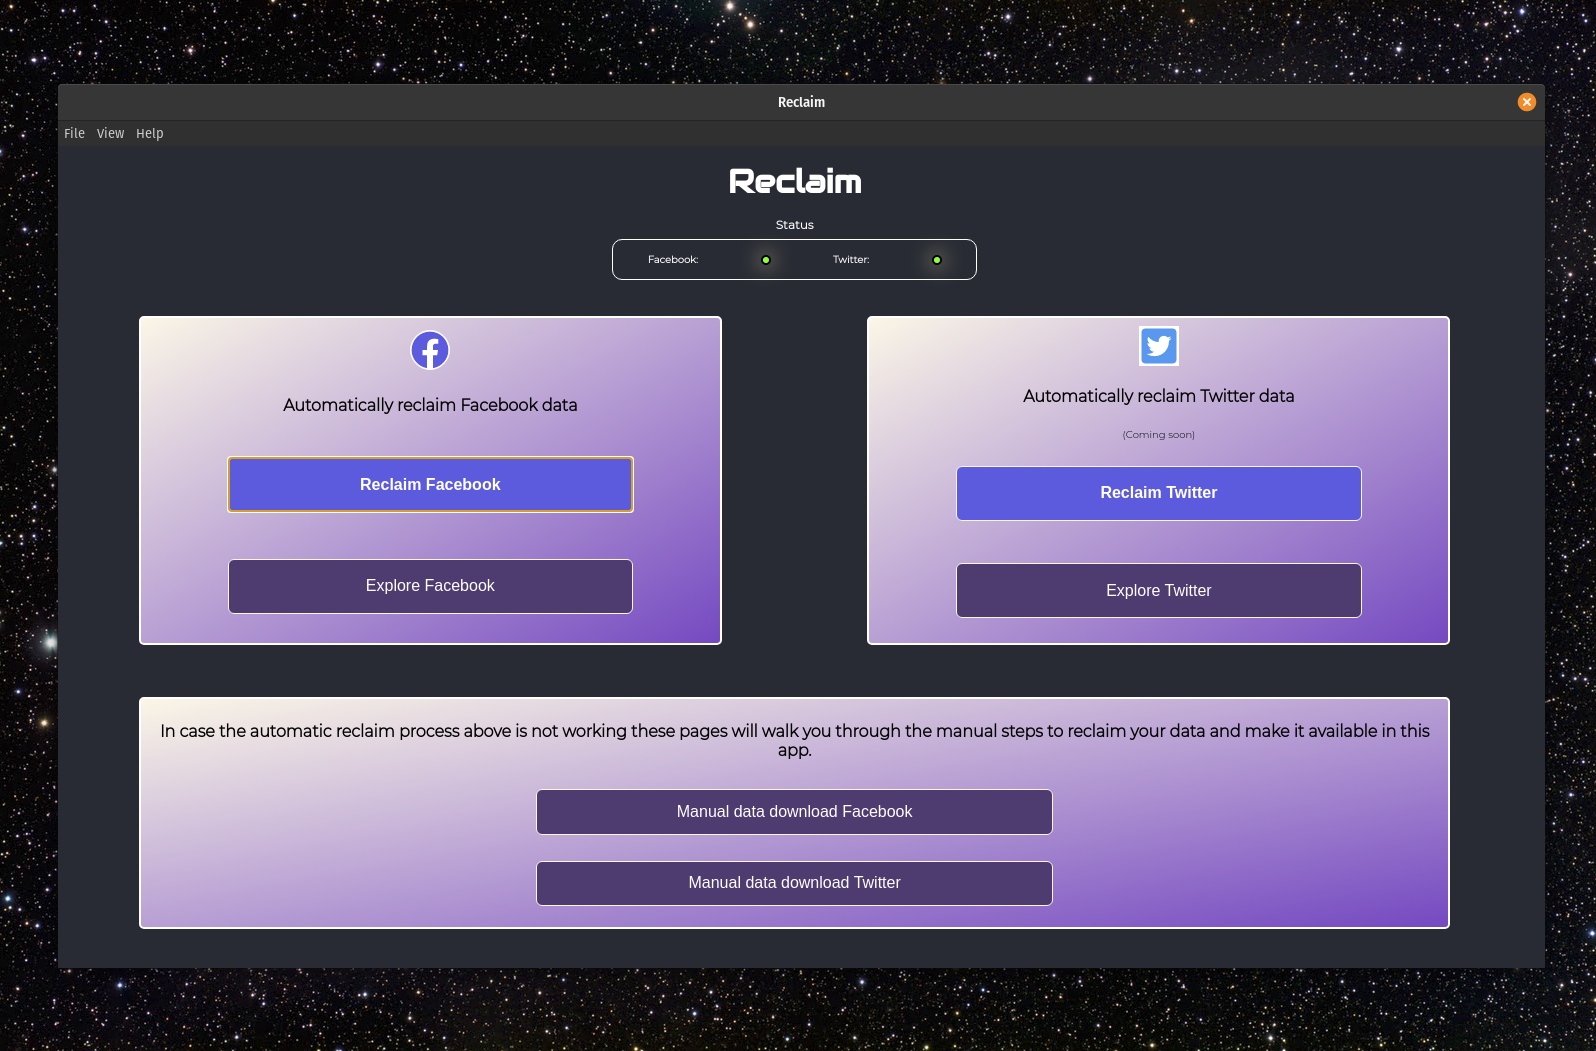 Reclaim
File View Help
Reclaim
Status
Facebook: Twitter:
Automatically reclaim Facebook data
Reclaim Facebook
Explore Facebook
Automatically reclaim Twitter data
(Coming soon)
Reclaim Twitter
Explore Twitter
In case the automatic reclaim process above is not working these pages will walk you through the manual steps to reclaim your data and make it available in this
app.
Manual data download Facebook
Manual data download Twitter